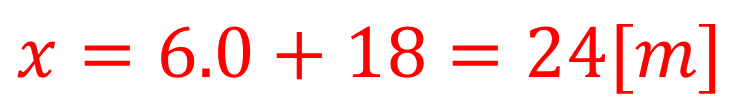 x = 6.0 + 18 = 24[m]